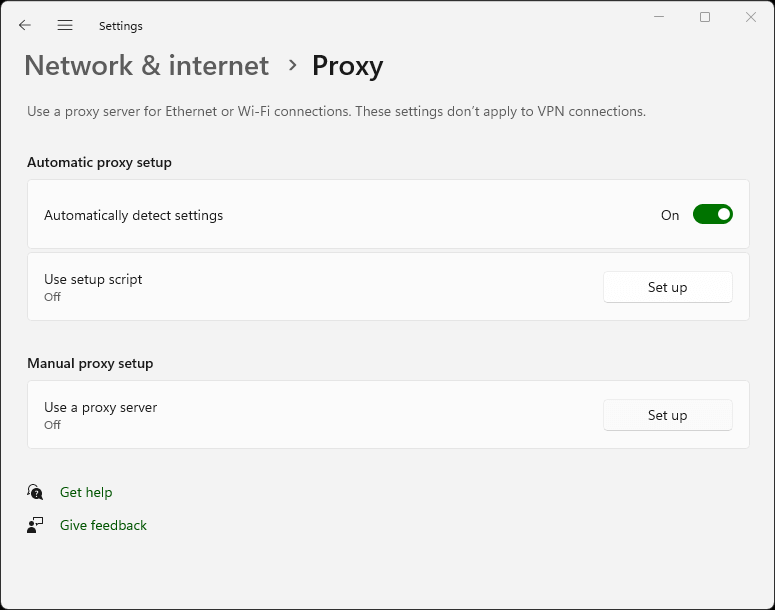 Settings
Network & internet > Proxy
Use a proxy server for Ethernet or Wi-Fi connections. These settings don't apply to VPN connections.
Automatic proxy setup
Automatically detect settings On
Use setup script
Off
Set up
Manual proxy setup
Use a proxy server
Off
Set up
Get help
Give feedback